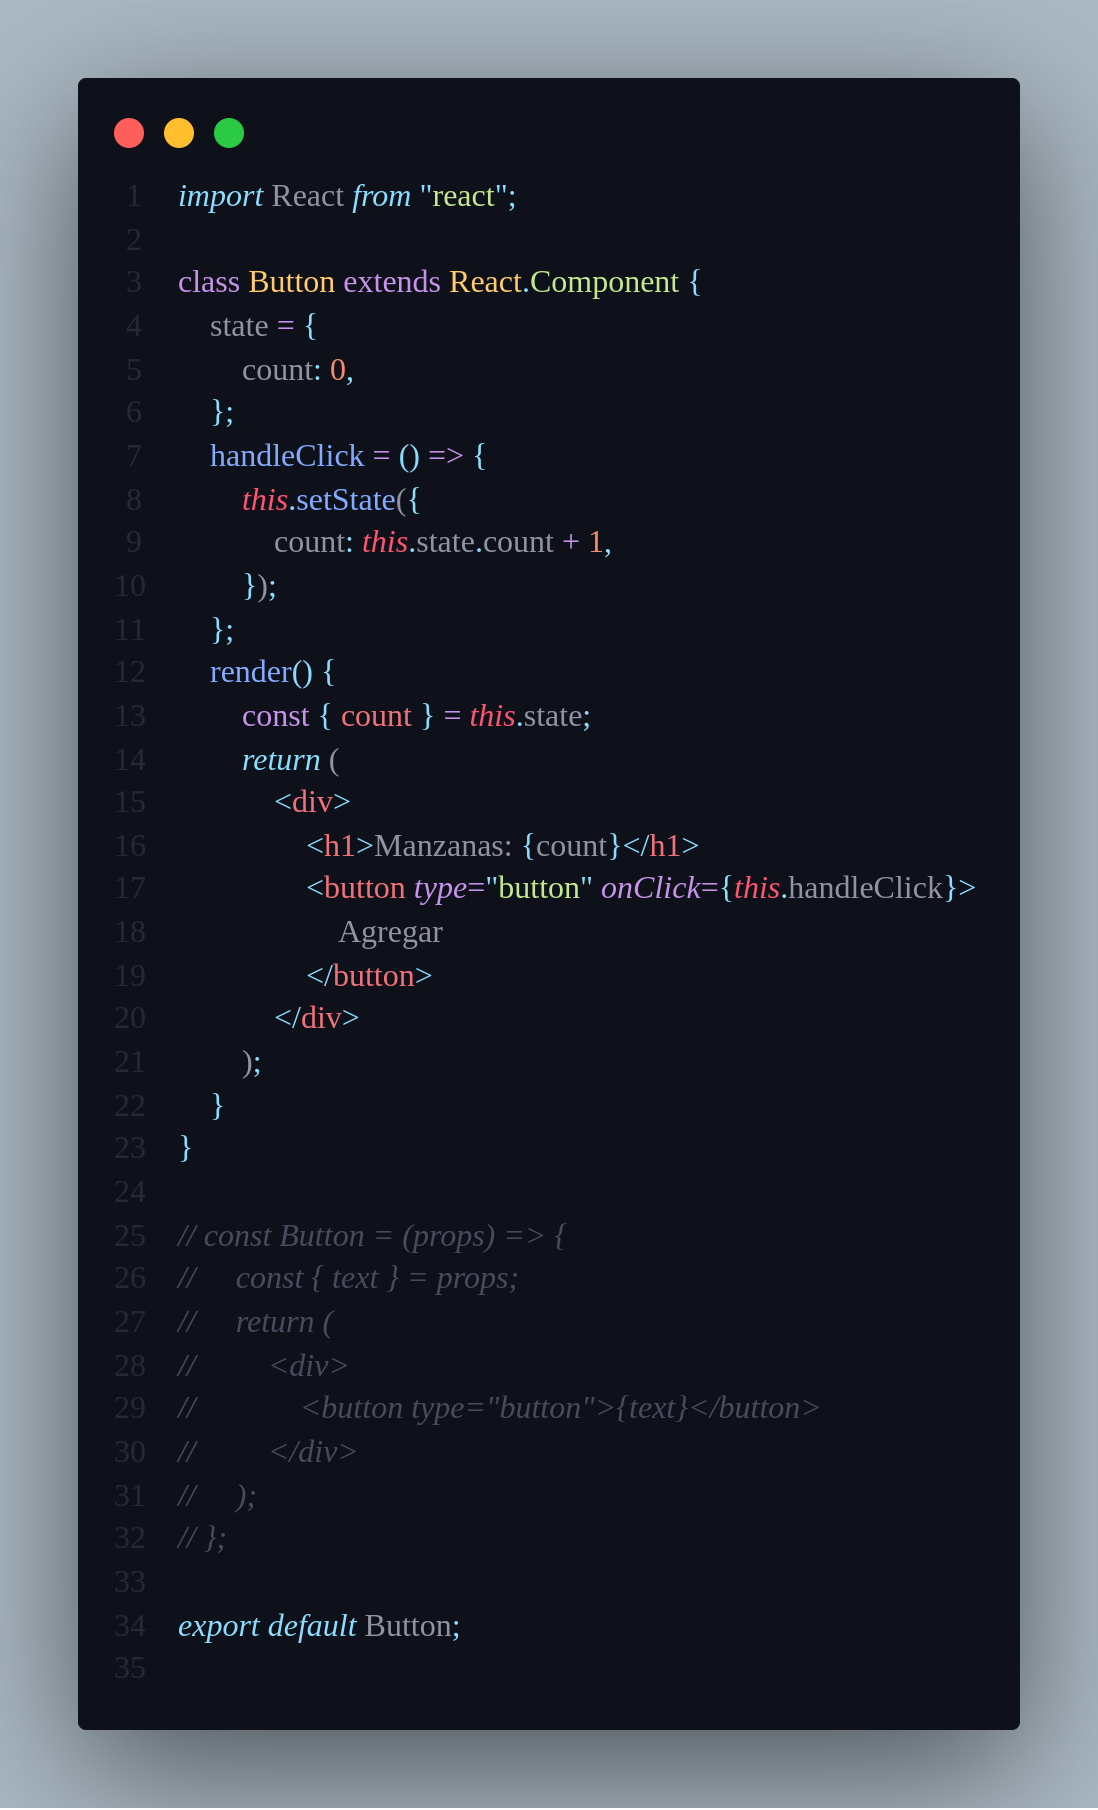 1 import React from "react";
2
3 class Button extends React.Component {
4     state = {
5         count: 0,
6     };
7     handleClick = () => {
8         this.setState({
9             count: this.state.count + 1,
10         });
11     };
12     render() {
13         const { count } = this.state;
14         return (
15             <div>
16                 <h1>Manzanas: {count}</h1>
17                 <button type="button" onClick={this.handleClick}>
18                     Agregar
19                 </button>
20             </div>
21         );
22     }
23 }
24
25 // const Button = (props) => {
26 //     const { text } = props;
27 //     return (
28 //         <div>
29 //             <button type="button">{text}</button>
30 //         </div>
31 //     );
32 // };
33
34 export default Button;
35